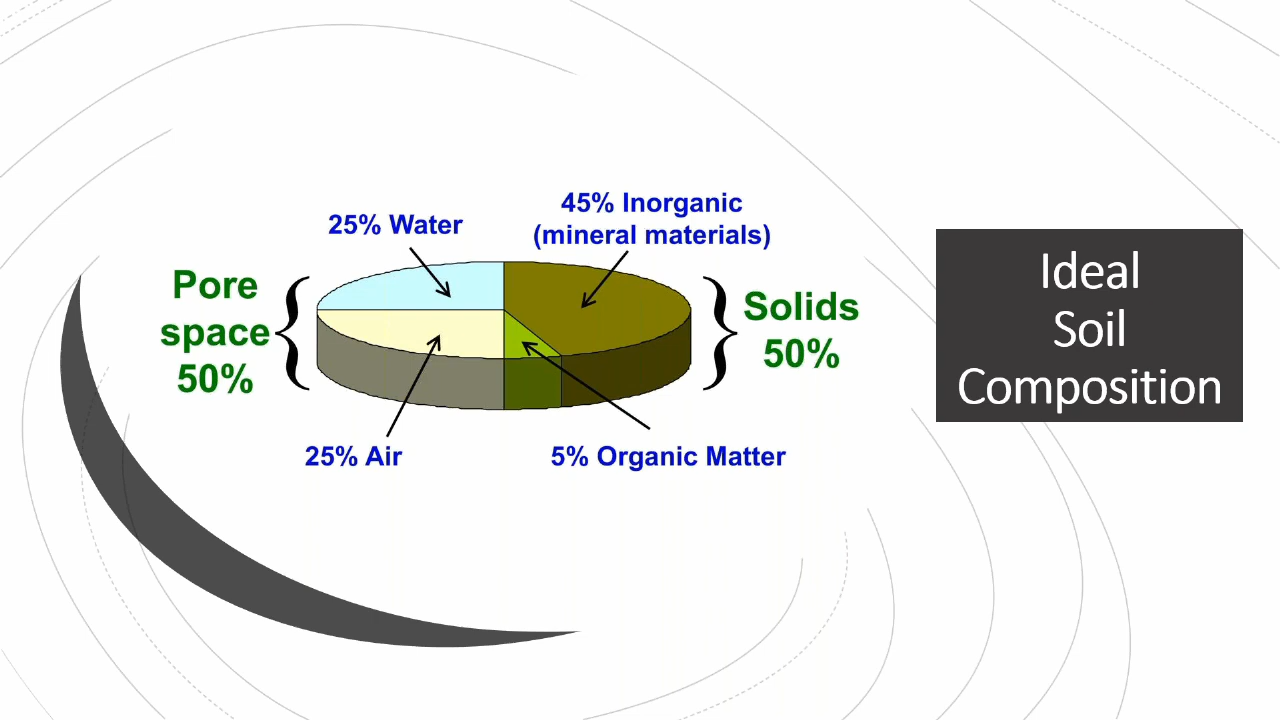 25% Water
45% Inorganic
(mineral materials)
Pore
space
50%
Solids
50%
25% Air
5% Organic Matter
Ideal
Soil
Composition